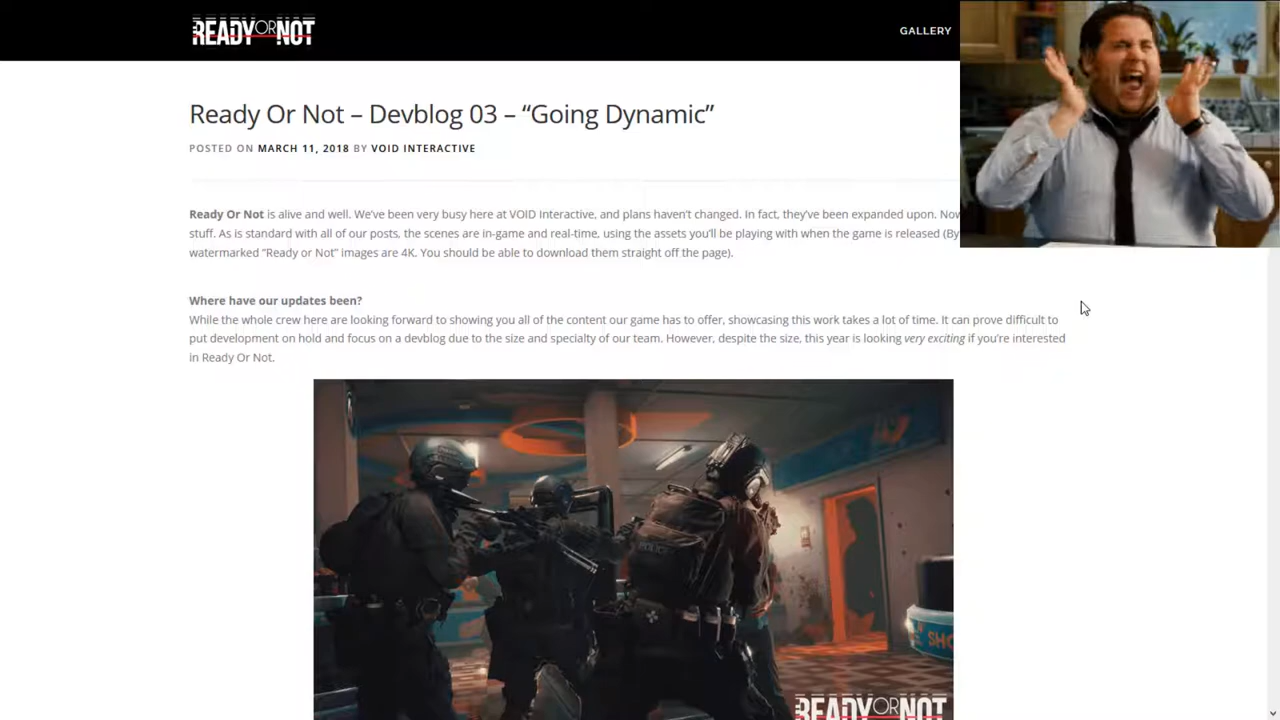 READY OR NOT
GALLERY
Ready Or Not – Devblog 03 – “Going Dynamic”
POSTED ON MARCH 11, 2018 BY VOID INTERACTIVE
Ready Or Not is alive and well. We’ve been very busy here at VOID Interactive, and plans haven’t changed. In fact, they’ve been expanded upon. Now
stuff. As is standard with all of our posts, the scenes are in-game and real-time, using the assets you’ll be playing with when the game is released (By
watermarked “Ready or Not” images are 4K. You should be able to download them straight off the page).
Where have our updates been?
While the whole crew here are looking forward to showing you all of the content our game has to offer, showcasing this work takes a lot of time. It can prove difficult to
put development on hold and focus on a devblog due to the size and specialty of our team. However, despite the size, this year is looking very exciting if you’re interested
in Ready Or Not.
POLICE
SHO
READY OR NOT